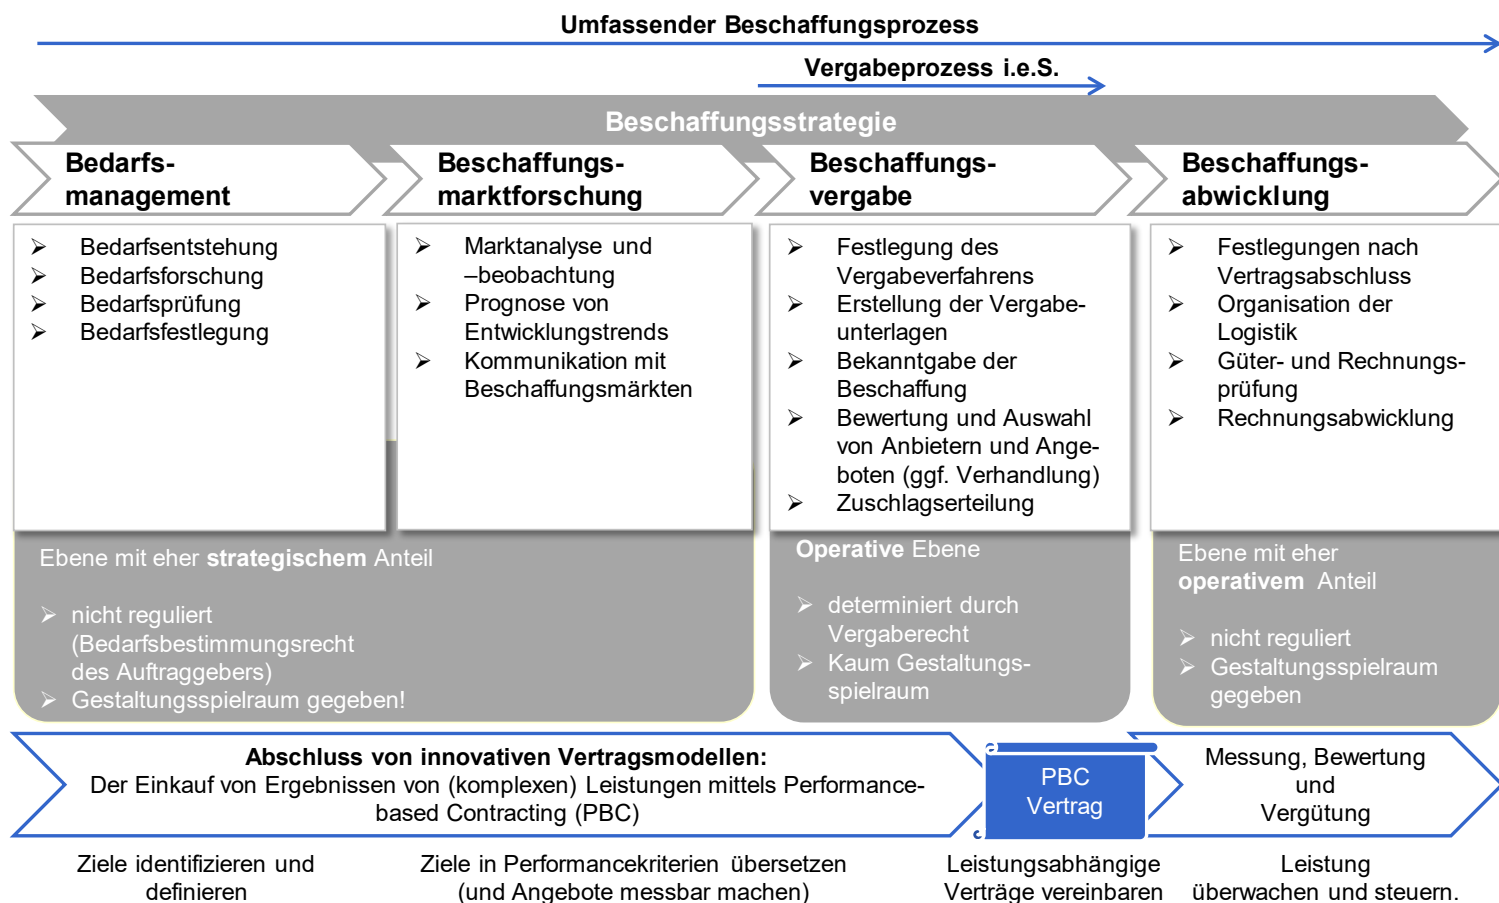 Umfassender Beschaffungsprozess
Vergabeprozess i.e.S.
Beschaffungsstrategie
Bedarfs-
management
Beschaffungs-
marktforschung
Beschaffungs-
vergabe
Beschaffungs-
abwicklung
➢ Bedarfsentstehung
➢ Bedarfsforschung
➢ Bedarfsprüfung
➢ Bedarfsfestlegung
➢ Marktanalyse und
–beobachtung
➢ Prognose von
Entwicklungstrends
➢ Kommunikation mit
Beschaffungsmärkten
➢ Festlegung des
Vergabeverfahrens
➢ Erstellung der Vergabe-
unterlagen
➢ Bekanntgabe der
Beschaffung
➢ Bewertung und Auswahl
von Anbietern und Ange-
boten (ggf. Verhandlung)
➢ Zuschlagserteilung
➢ Festlegungen nach
Vertragsabschluss
➢ Organisation der
Logistik
➢ Güter- und Rechnungs-
prüfung
➢ Rechnungsabwicklung
Ebene mit eher strategischem Anteil
➢ nicht reguliert
(Bedarfsbestimmungsrecht
des Auftraggebers)
➢ Gestaltungsspielraum gegeben!
Operative Ebene
➢ determiniert durch
Vergaberecht
➢ Kaum Gestaltungs-
spielraum
Ebene mit eher
operativem Anteil
➢ nicht reguliert
➢ Gestaltungsspielraum
gegeben
Abschluss von innovativen Vertragsmodellen:
Der Einkauf von Ergebnissen von (komplexen) Leistungen mittels Performance-
based Contracting (PBC)
PBC
Vertrag
Messung, Bewertung
und
Vergütung
Ziele identifizieren und
definieren
Ziele in Performancekriterien übersetzen
(und Angebote messbar machen)
Leistungsabhängige
Verträge vereinbaren
Leistung
überwachen und steuern.